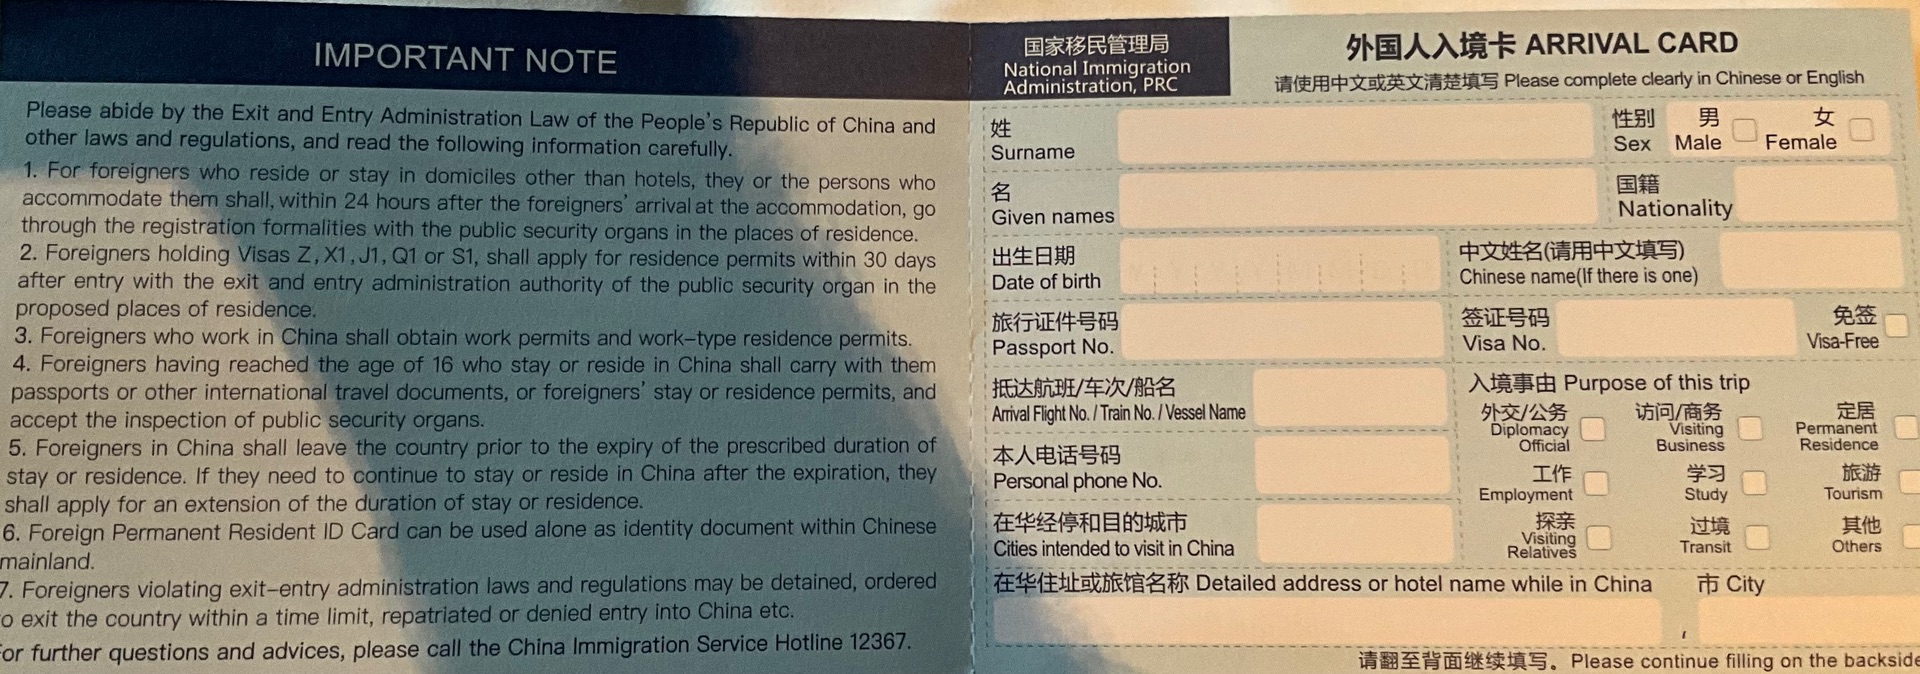 IMPORTANT NOTE
Please abide by the Exit and Entry Administration Law of the People's Republic of China and
other laws and regulations, and read the following information carefully.
1. For foreigners who reside or stay in domiciles other than hotels, they or the persons who
accommodate them shall, within 24 hours after the foreigners' arrival at the accommodation, go
through the registration formalities with the public security organs in the places of residence.
2. Foreigners holding Visas Z, X1, J1, Q1 or S1, shall apply for residence permits within 30 days
after entry with the exit and entry administration authority of the public security organ in the
proposed places of residence.
3. Foreigners who work in China shall obtain work permits and work-type residence permits.
4. Foreigners having reached the age of 16 who stay or reside in China shall carry with them
passports or other international travel documents, or foreigners' stay or residence permits, and
accept the inspection of public security organs.
5. Foreigners in China shall leave the country prior to the expiry of the prescribed duration of
stay or residence. If they need to continue to stay or reside in China after the expiration, they
shall apply for an extension of the duration of stay or residence.
6. Foreign Permanent Resident ID Card can be used alone as identity document within Chinese
mainland.
7. Foreigners violating exit-entry administration laws and regulations may be detained, ordered
o exit the country within a time limit, repatriated or denied entry into China etc.
or further questions and advices, please call the China Immigration Service Hotline 12367.
国家移民管理局
National Immigration
Administration, PRC
外国人入境卡 ARRIVAL CARD
请使用中文或英文清楚填写 Please complete clearly in Chinese or English
姓
Surname
性别 男 女
Sex Male Female
名
Given names
国籍
Nationality
出生日期
Date of birth
中文姓名(请用中文填写)
Chinese name(If there is one)
旅行证件号码
Passport No.
签证号码
Visa No.
免签
Visa-Free
抵达航班/车次/船名
Arrival Flight No. / Train No. / Vessel Name
入境事由 Purpose of this trip
外交/公务
Diplomacy
Official
访问/商务
Visiting
Business
定居
Permanent
Residence
本人电话号码
Personal phone No.
工作
Employment
学习
Study
旅游
Tourism
在华经停和目的城市
Cities intended to visit in China
探亲
Visiting
Relatives
过境
Transit
其他
Others
在华住址或旅馆名称 Detailed address or hotel name while in China
市 City
请翻至背面继续填写。Please continue filling on the backside